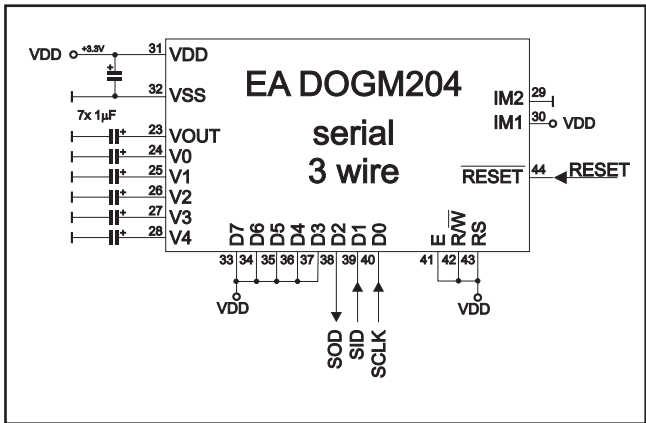 EA DOGM204
serial
3 wire
VDD
+3.3V
31
VDD
32
VSS
7x 1µF
23
VOUT
24
V0
25
V1
26
V2
27
V3
28
V4
IM2
29
IM1
30
VDD
RESET
44
RESET
D7
D6
D5
D4
D3
D2
D1
D0
E
R/W
RS
33
34
35
36
37
38
39
40
41
42
43
VDD
SOD
SID
SCLK
VDD